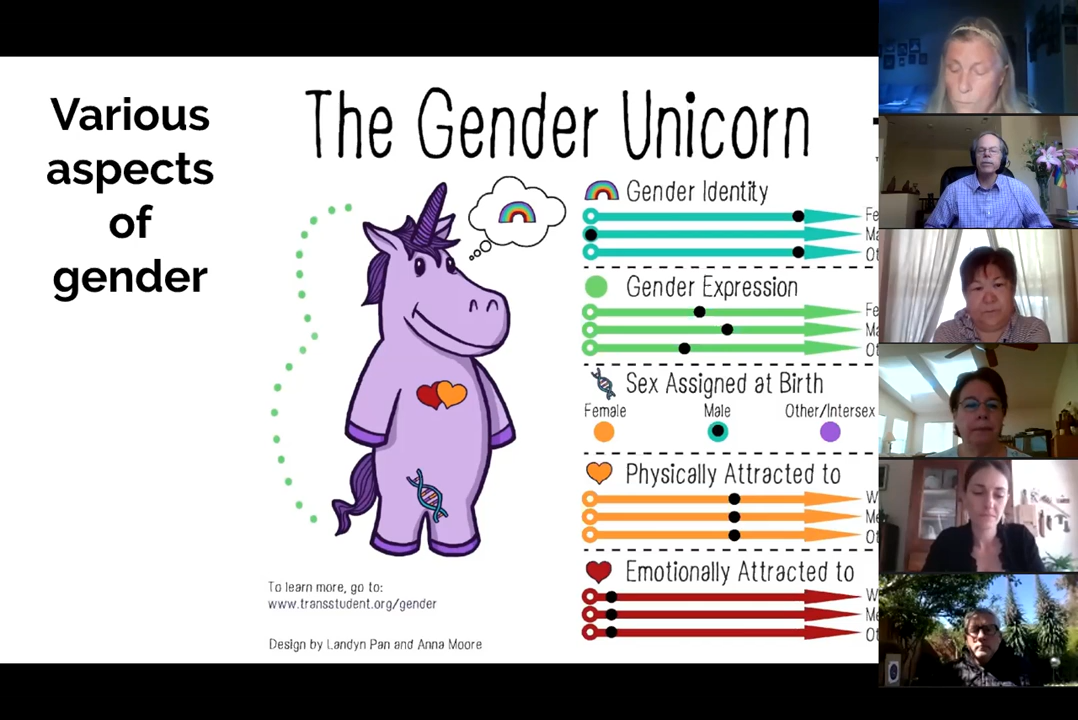 Various
aspects
of
gender
The Gender Unicorn
Gender Identity
Gender Expression
Sex Assigned at Birth
Female Male Other/Intersex
Physically Attracted to
Emotionally Attracted to
To learn more, go to:
www.transstudent.org/gender
Design by Landyn Pan and Anna Moore